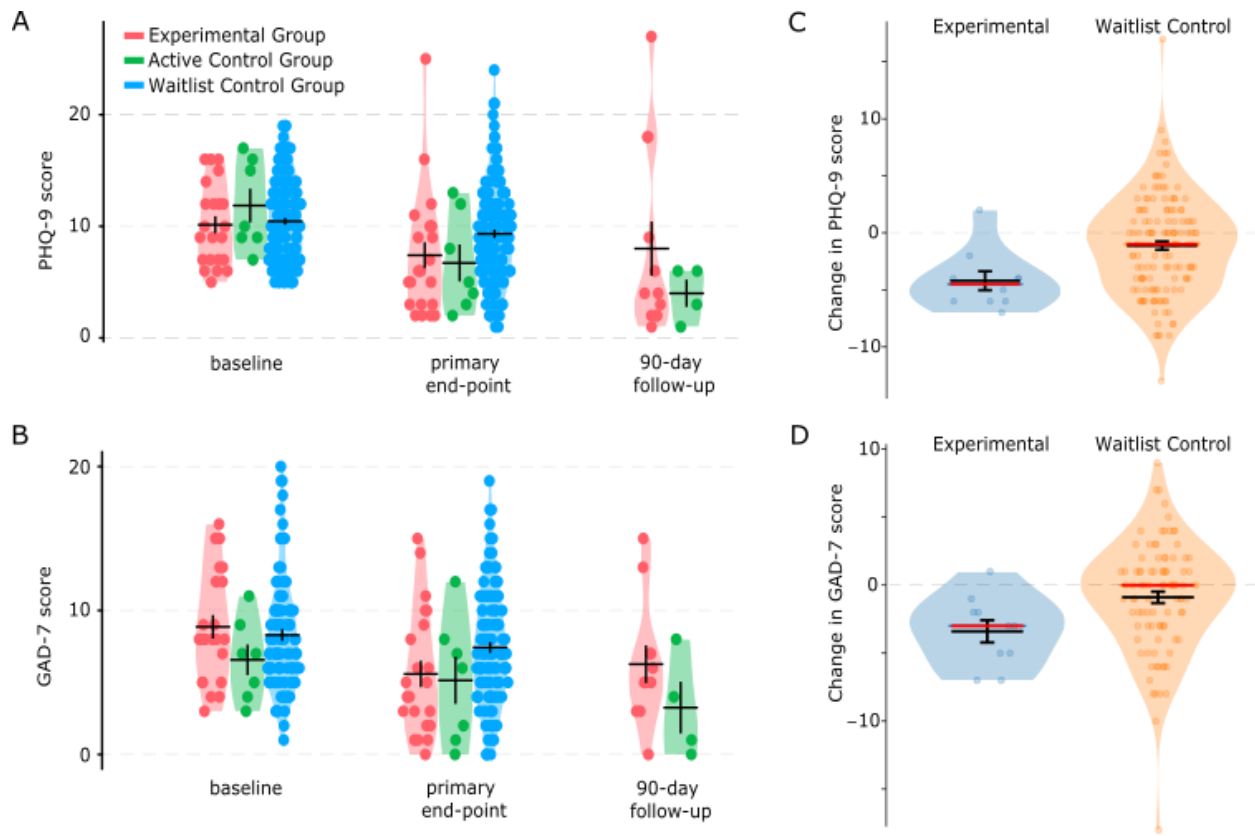 A
Experimental Group
Active Control Group
Waitlist Control Group
20
10
0
PHQ-9 score
baseline
primary
end-point
90-day
follow-up
B
20
10
0
GAD-7 score
baseline
primary
end-point
90-day
follow-up
C
Experimental
Waitlist Control
10
0
−10
Change in PHQ-9 score
D
Experimental
Waitlist Control
10
0
−10
Change in GAD-7 score